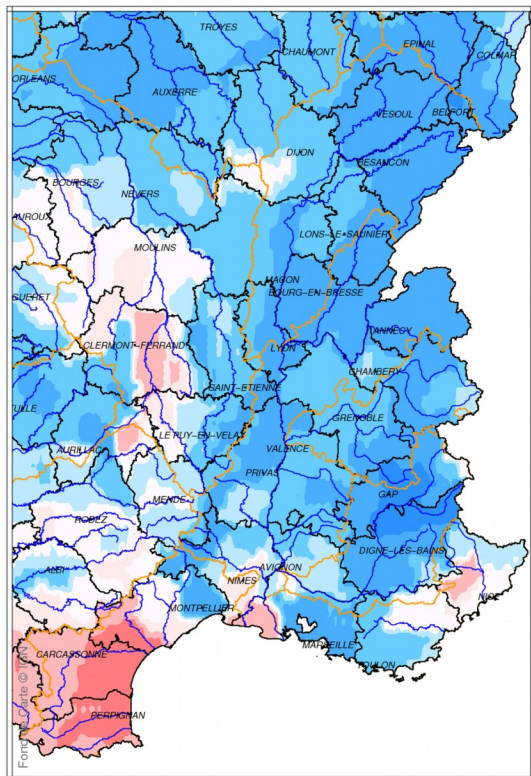 TROYES
EPINAL
CHAUMONT
COLMAR
ORLEANS
AUXERRE
VESOUL
BELFORT
DIJON
BESANCON
BOURGES
NEVERS
AUROUX
LONS-LE-SAUNIER
MOULINS
MACON
BOURG-EN-BRESSE
GUERET
ANNECY
CLERMONT-FERRAND
LYON
CHAMBERY
SAINT-ETIENNE
TULLE
GRENOBLE
LE PUY-EN-VELAY
AURILLAC
VALENCE
PRIVAS
GAP
MENDE
RODEZ
DIGNE-LES-BAINS
AVIGNON
ALBI
NIMES
NICE
MONTPELLIER
MARSEILLE
CARCASSONNE
TOULON
PERPIGNAN
Fond de Carte © IGN